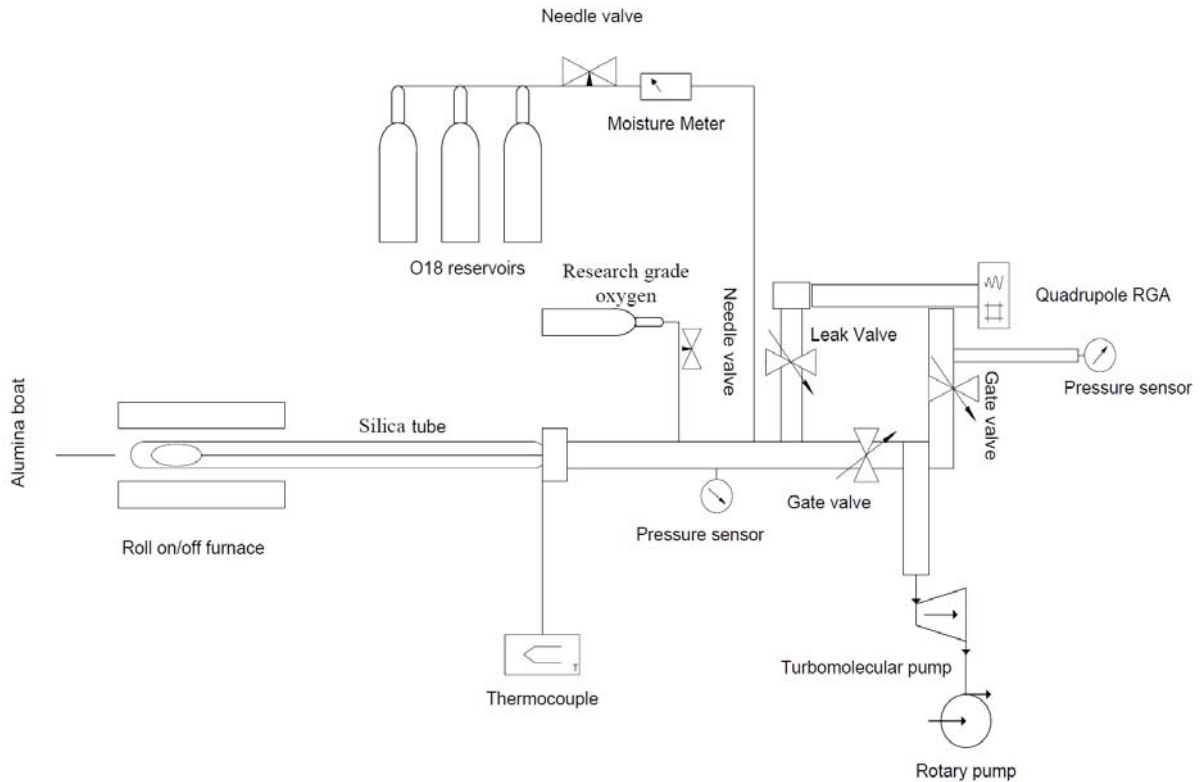 Needle valve
Moisture Meter
O18 reservoirs
Research grade
oxygen
Needle valve
Leak Valve
Quadrupole RGA
Pressure sensor
Gate valve
Alumina boat
Silica tube
Gate valve
Pressure sensor
Roll on/off furnace
T
Thermocouple
Turbomolecular pump
Rotary pump